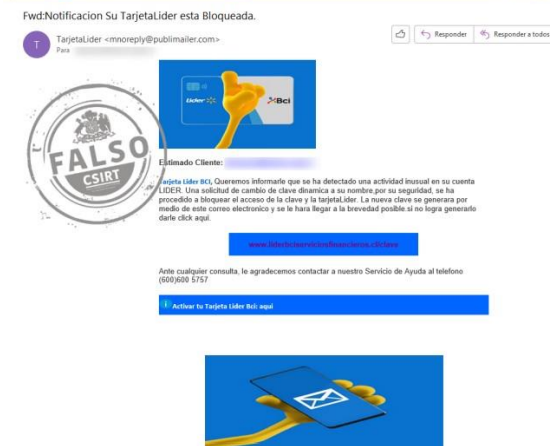 Fwd:Notificacion Su TarjetaLider esta Bloqueada.
T
TarjetaLider <mnoreply@publimailer.com>
Para
Responder
Responder a todos
Lider
Bci
FALSO
CSIRT
Estimado Cliente:
Tarjeta Lider BCI, Queremos informarle que se ha detectado una actividad inusual en su cuenta
LIDER. Una solicitud de cambio de clave dinamica a su nombre,por su seguridad, se ha
procedido a bloquear el acceso de la clave y la tarjetaLider. La nueva clave se generara por
medio de este correo electronico y se le hara llegar a la brevedad posible.si no logra generarlo
darle click aqui.
www.liderbciserviciosfinancieros.cl/clave
Ante cualquier consulta, le agradecemos contactar a nuestro Servicio de Ayuda al telefono
(600)600 5757
i Activar tu Tarjeta Lider Bci: aqui